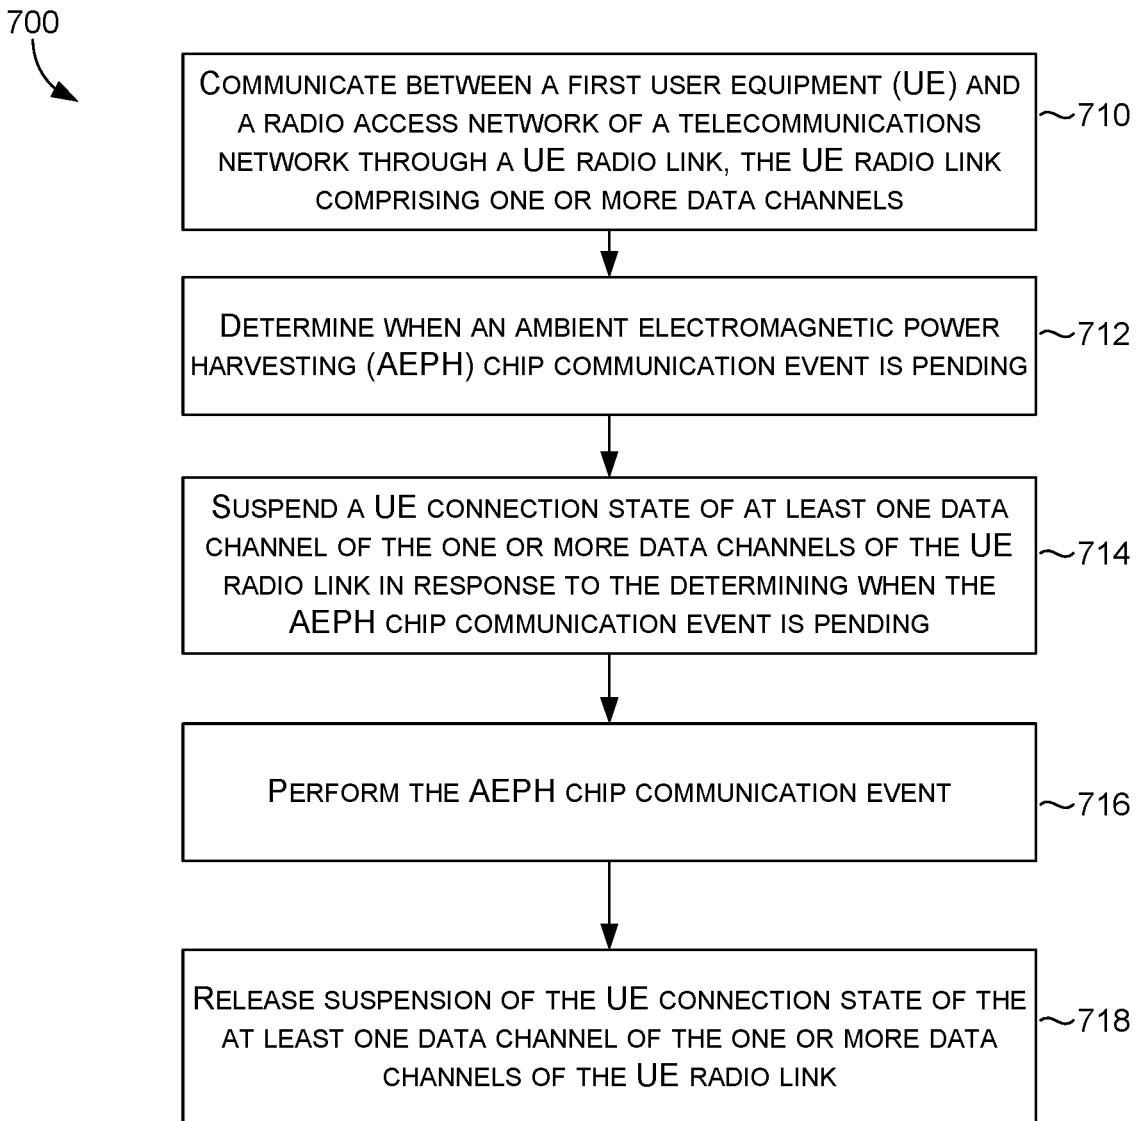 700
COMMUNICATE BETWEEN A FIRST USER EQUIPMENT (UE) AND
A RADIO ACCESS NETWORK OF A TELECOMMUNICATIONS
NETWORK THROUGH A UE RADIO LINK, THE UE RADIO LINK
COMPRISING ONE OR MORE DATA CHANNELS
710
DETERMINE WHEN AN AMBIENT ELECTROMAGNETIC POWER
HARVESTING (AEPH) CHIP COMMUNICATION EVENT IS PENDING
712
SUSPEND A UE CONNECTION STATE OF AT LEAST ONE DATA
CHANNEL OF THE ONE OR MORE DATA CHANNELS OF THE UE
RADIO LINK IN RESPONSE TO THE DETERMINING WHEN THE
AEPH CHIP COMMUNICATION EVENT IS PENDING
714
PERFORM THE AEPH CHIP COMMUNICATION EVENT
716
RELEASE SUSPENSION OF THE UE CONNECTION STATE OF THE
AT LEAST ONE DATA CHANNEL OF THE ONE OR MORE DATA
CHANNELS OF THE UE RADIO LINK
718